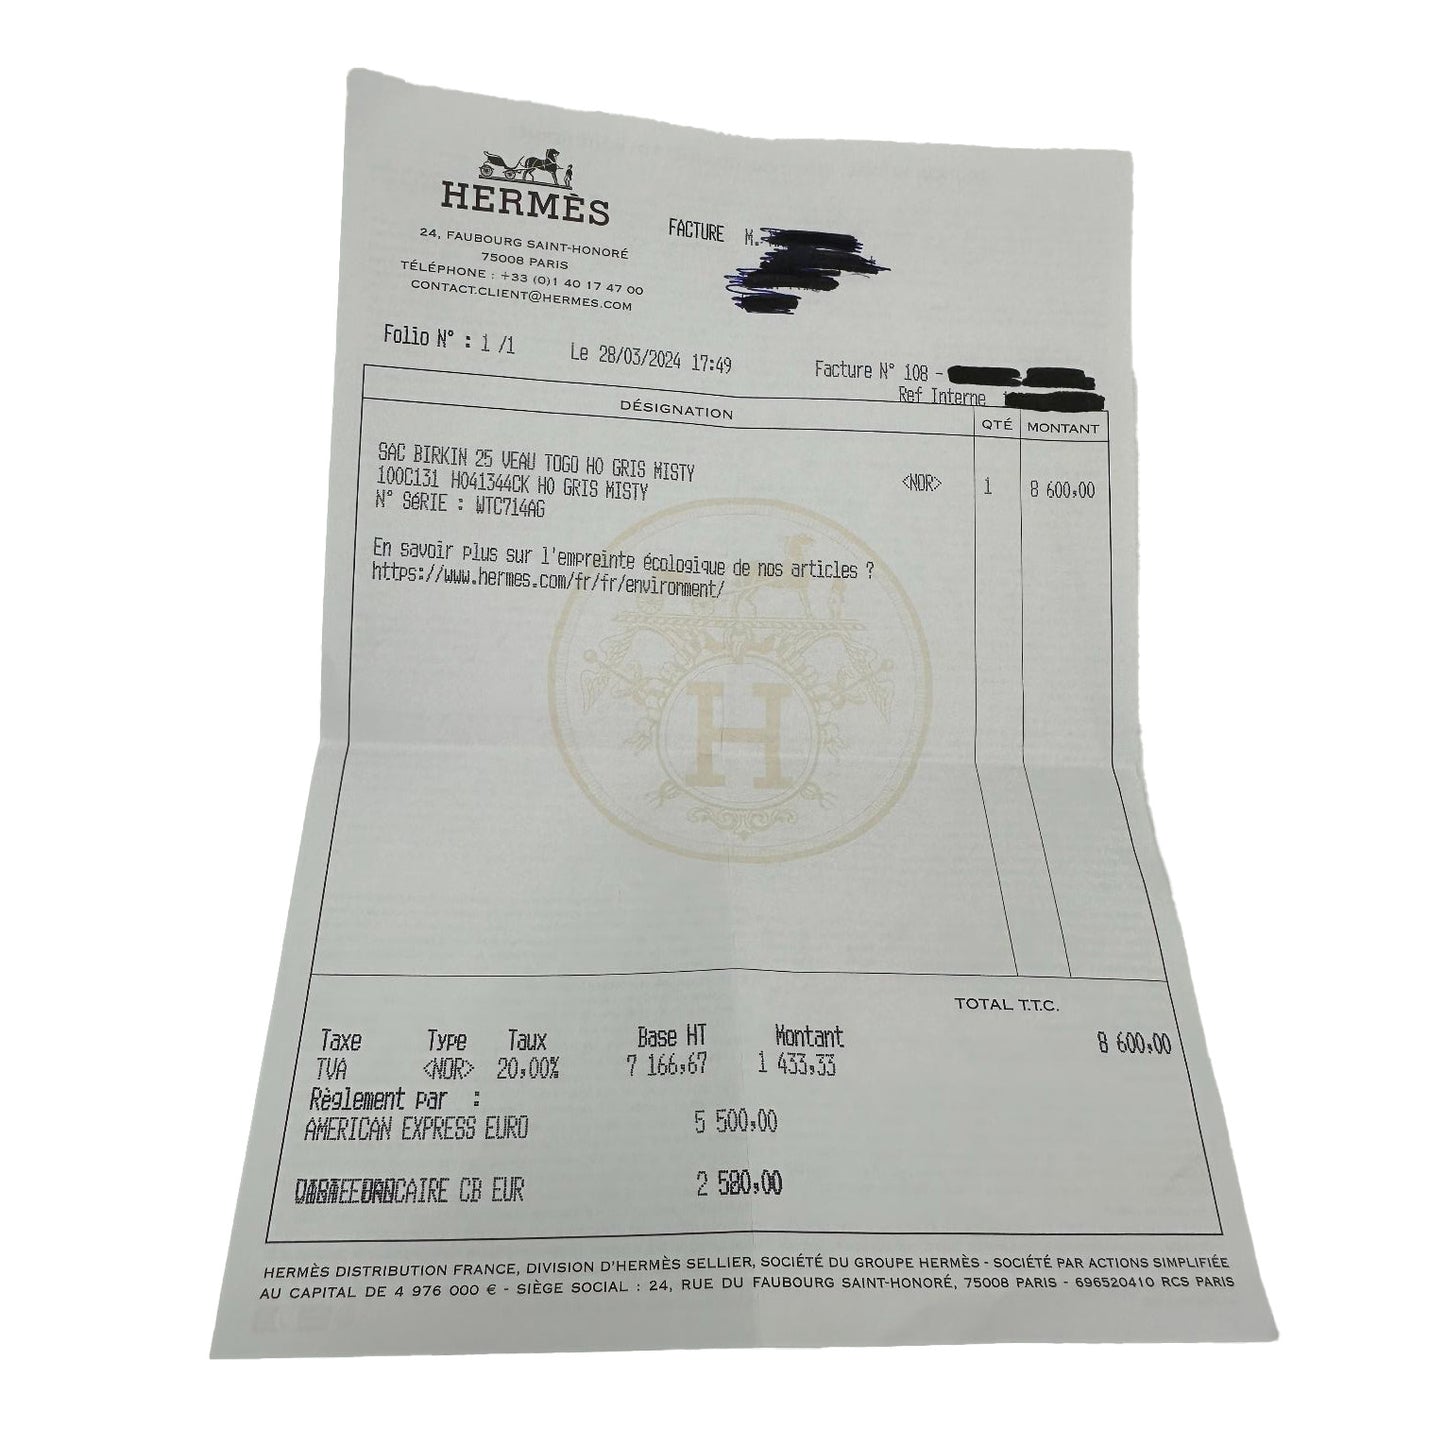 HERMÈS
24, FAUBOURG SAINT-HONORÉ
75008 PARIS
TÉLÉPHONE : +33 (0)1 40 17 47 00
CONTACT.CLIENT@HERMES.COM
FACTURE M.
Folio N° : 1 /1 Le 28/03/2024 17:49 Facture N° 108 -
Ref Interne
DÉSIGNATION QTÉ MONTANT
SAC BIRKIN 25 VEAU TOGO HO GRIS MISTY
100C131 HO41344CK HO GRIS MISTY <NOR> 1 8 600,00
N° SéRIE : WTC714AG
En savoir plus sur l'empreinte écologique de nos articles ?
https://www.hermes.com/fr/fr/environment/
H
TOTAL T.T.C.
Taxe Type Taux Base HT Montant 8 600,00
TVA <NOR> 20,00% 7 166,67 1 433,33
Règlement par :
AMERICAN EXPRESS EURO 5 500,00
CAIRE CB EUR 2
HERMÈS DISTRIBUTION FRANCE, DIVISION D'HERMÈS SELLIER, SOCIÉTÉ DU GROUPE HERMÈS - SOCIÉTÉ PAR ACTIONS SIMPLIFIÉE
AU CAPITAL DE 4 976 000 € - SIÈGE SOCIAL : 24, RUE DU FAUBOURG SAINT-HONORÉ, 75008 PARIS - 696520410 RCS PARIS